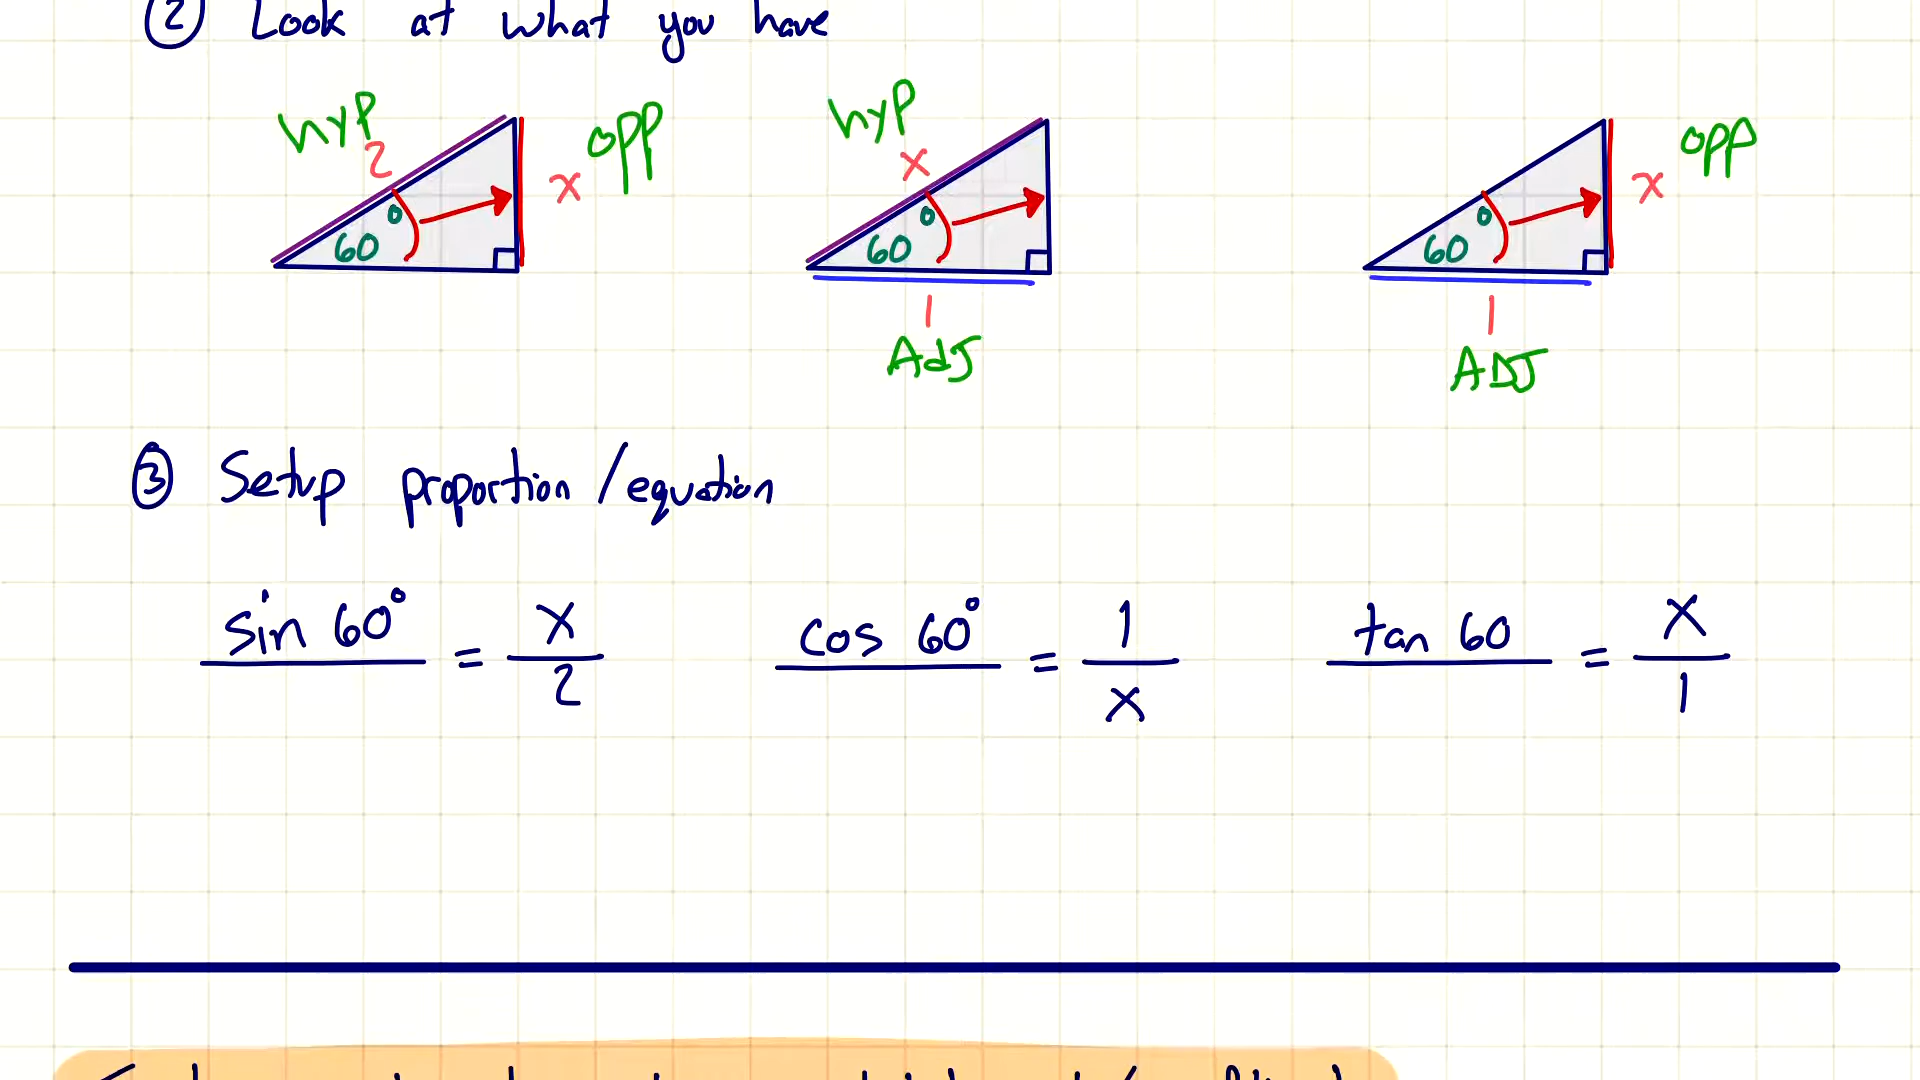 ② Look at what you have
hyp 2 opp x 60°
hyp x 60° 1 Adj
opp x 60° 1 ADJ
③ Setup proportion/equation
sin 60° = x/2 cos 60° = 1/x tan 60 = x/1